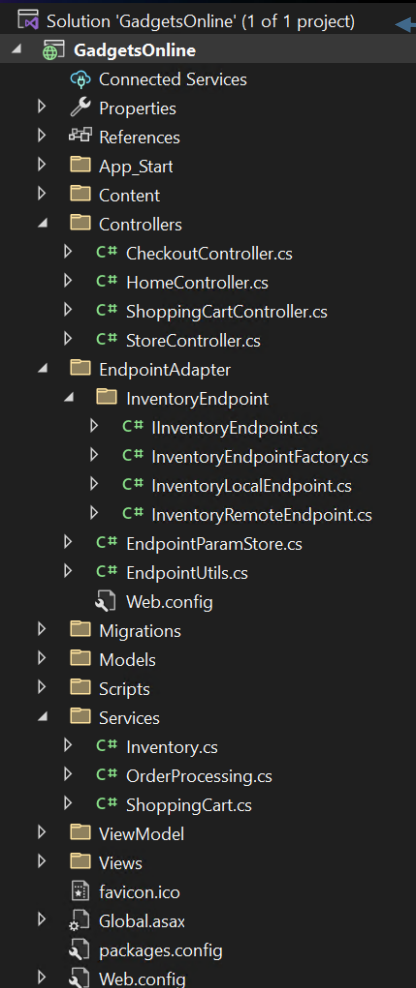 Solution 'GadgetsOnline' (1 of 1 project)
GadgetsOnline
Connected Services
Properties
References
App_Start
Content
Controllers
C# CheckoutController.cs
C# HomeController.cs
C# ShoppingCartController.cs
C# StoreController.cs
EndpointAdapter
InventoryEndpoint
C# IInventoryEndpoint.cs
C# InventoryEndpointFactory.cs
C# InventoryLocalEndpoint.cs
C# InventoryRemoteEndpoint.cs
C# EndpointParamStore.cs
C# EndpointUtils.cs
Web.config
Migrations
Models
Scripts
Services
C# Inventory.cs
C# OrderProcessing.cs
C# ShoppingCart.cs
ViewModel
Views
favicon.ico
Global.asax
packages.config
Web.config